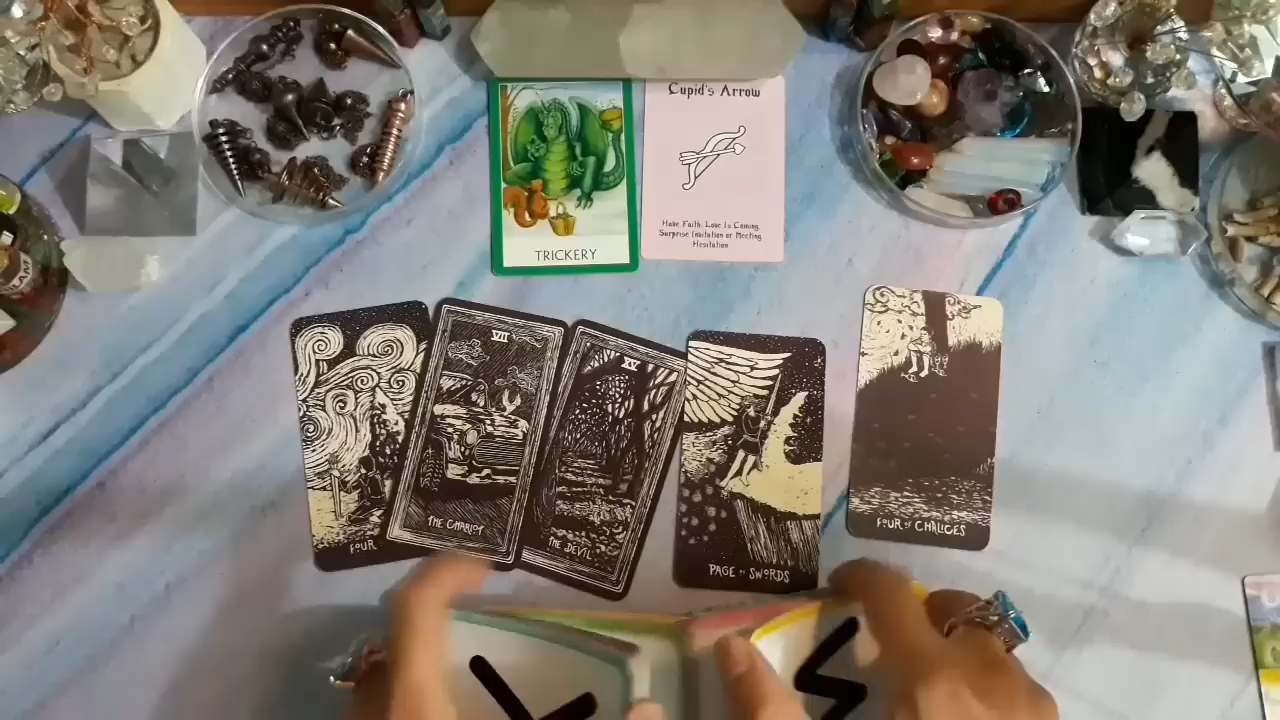 Cupid's Arrow
Have Faith Love Is Coming
Surprise Invitation or Meeting
Hesitation
TRICKERY
VII
XV
FOUR
THE CHARIOT
THE DEVIL
PAGE OF SWORDS
FOUR OF CHALICES